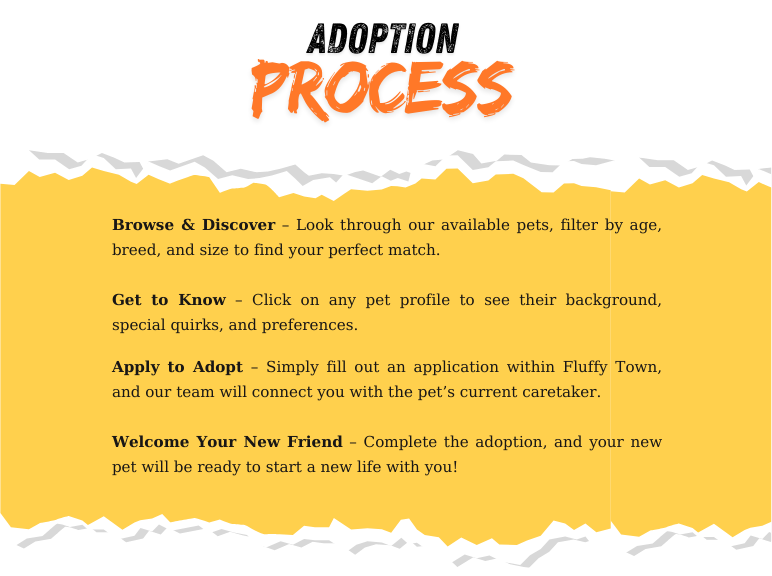 ADOPTION
PROCESS
Browse & Discover – Look through our available pets, filter by age,
breed, and size to find your perfect match.
Get to Know – Click on any pet profile to see their background,
special quirks, and preferences.
Apply to Adopt – Simply fill out an application within Fluffy Town,
and our team will connect you with the pet’s current caretaker.
Welcome Your New Friend – Complete the adoption, and your new
pet will be ready to start a new life with you!